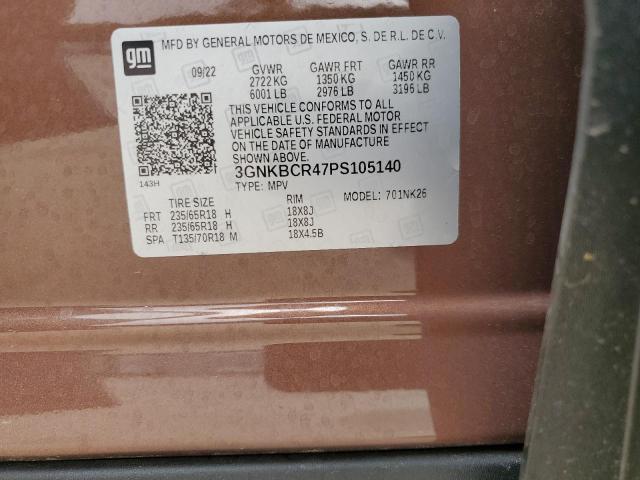 gm
MFD BY GENERAL MOTORS DE MEXICO, S. DE R.L. DE C.V.
09/22 GVWR GAWR FRT GAWR RR
2722 KG 1350 KG 1450 KG
6001 LB 2976 LB 3196 LB
THIS VEHICLE CONFORMS TO ALL
APPLICABLE U.S. FEDERAL MOTOR
VEHICLE SAFETY STANDARDS IN EFFECT
ON THE DATE OF MANUFACTURE
SHOWN ABOVE.
143H
3GNKBCR47PS105140
TYPE: MPV MODEL: 701NK26
TIRE SIZE RIM
FRT 235/65R18 H 18X8J
RR 235/65R18 H 18X8J
SPA T135/70R18 M 18X4.5B